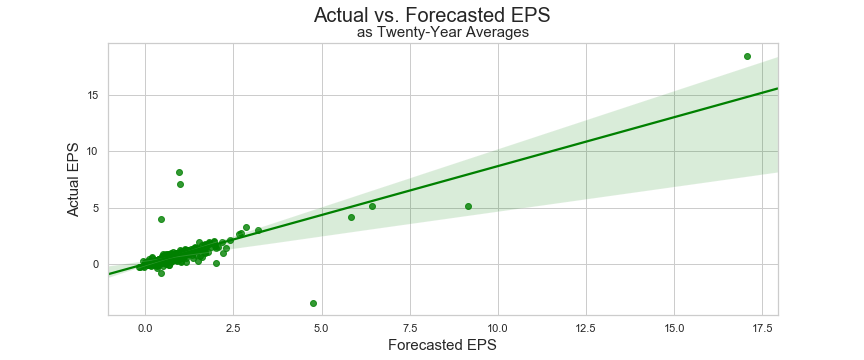 Actual vs. Forecasted EPS
as Twenty-Year Averages
Actual EPS
15
10
5
0
0.0 2.5 5.0 7.5 10.0 12.5 15.0 17.5
Forecasted EPS